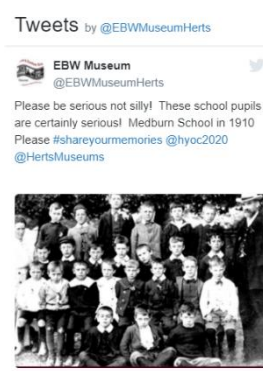 Tweets by @EBWMuseumHerts
EBW Museum
@EBWMuseumHerts
Please be serious not silly! These school pupils
are certainly serious! Medburn School in 1910
Please #shareyourmemories @hyoc2020
@HertsMuseums